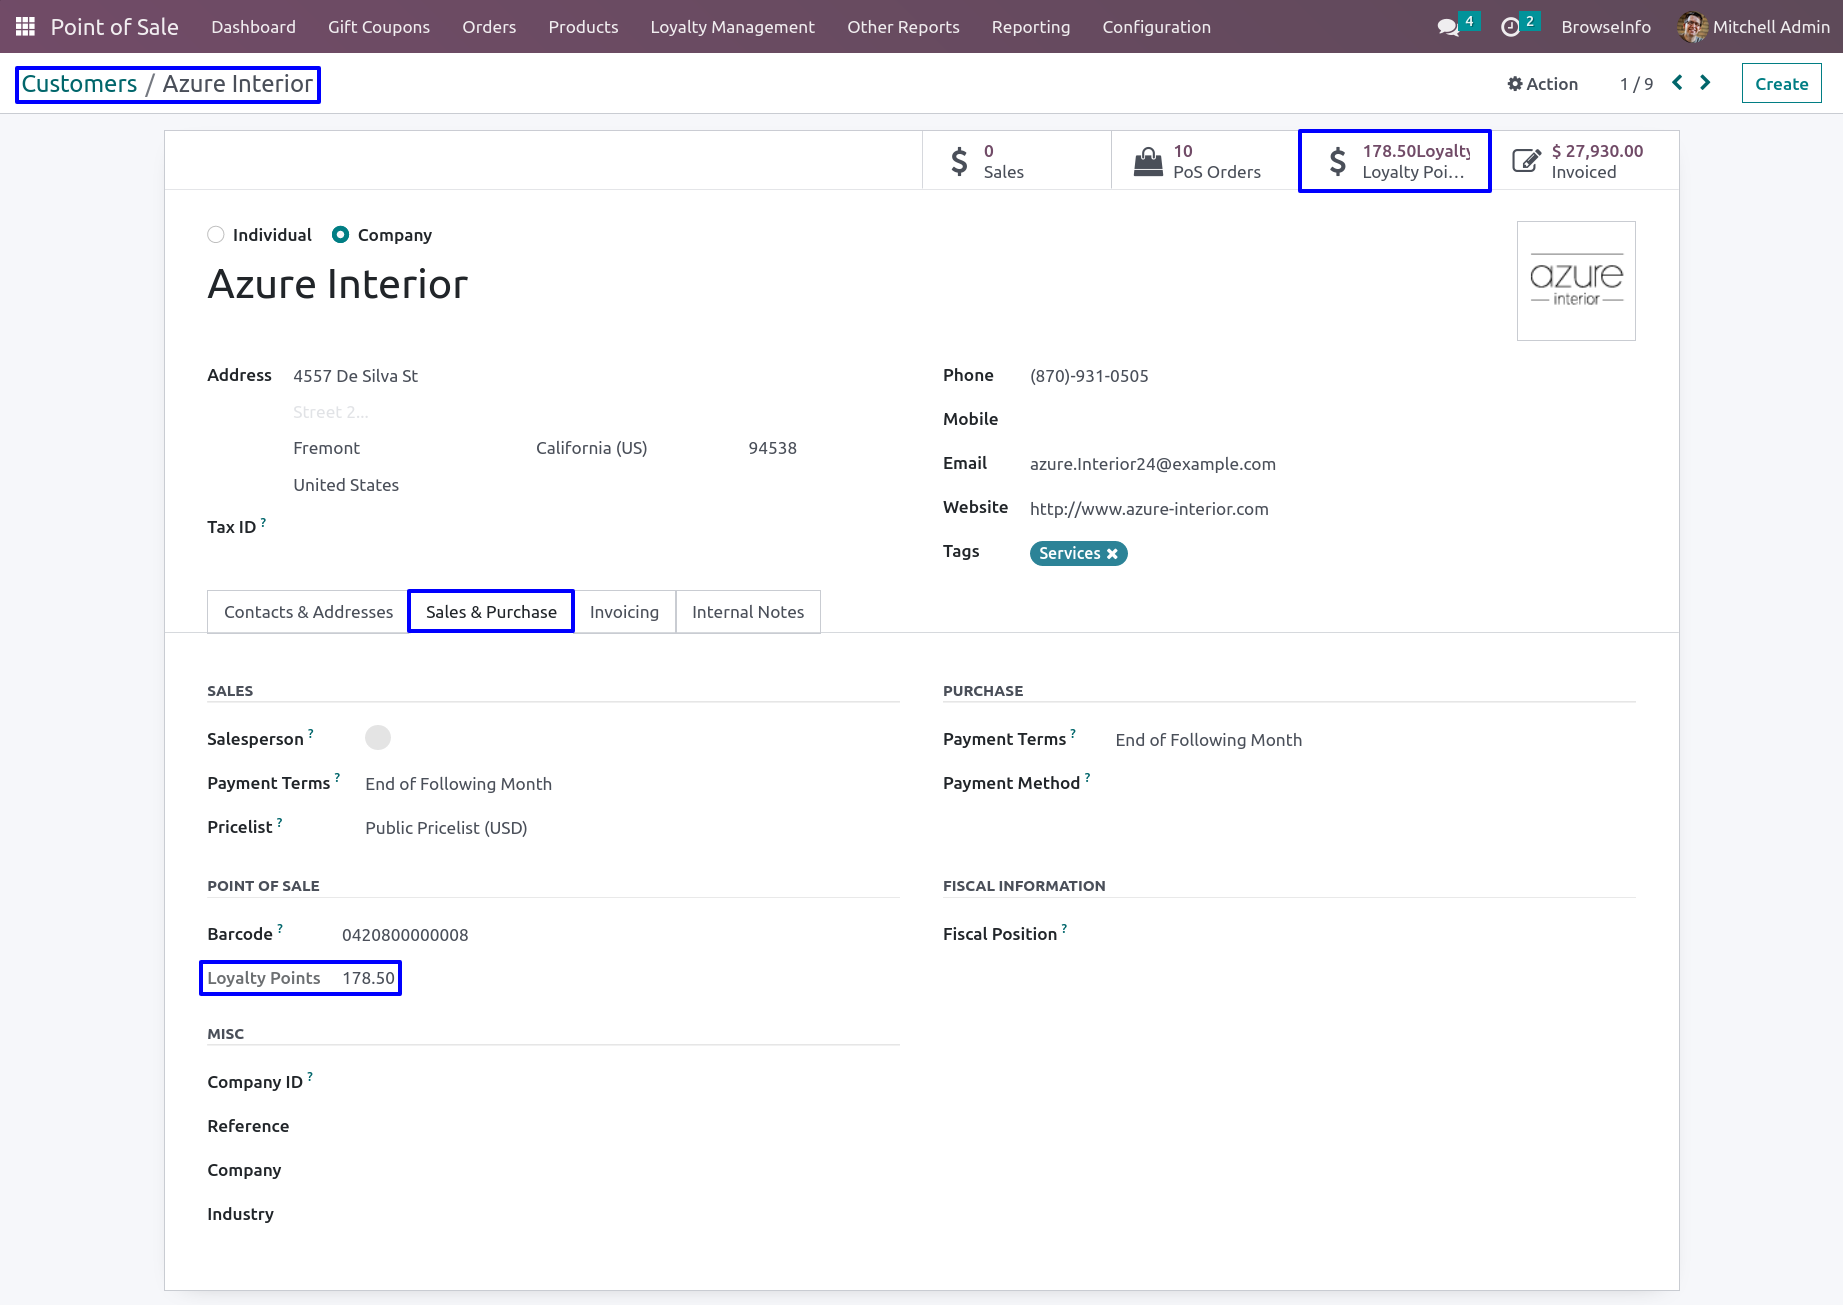 Point of Sale Dashboard Gift Coupons Orders Products Loyalty Management Other Reports Reporting Configuration 4 2 BrowseInfo Mitchell Admin
Customers / Azure Interior Action 1 / 9 Create
0 10 178.50Loyalty $ 27,930.00
Sales PoS Orders Loyalty Poi... Invoiced
Individual Company
Azure Interior
azure
interior
Address 4557 De Silva St Phone (870)-931-0505
Street 2...
Mobile
Fremont California (US) 94538
Email azure.Interior24@example.com
United States
Website http://www.azure-interior.com
Tax ID ?
Tags Services
Contacts & Addresses Sales & Purchase Invoicing Internal Notes
SALES PURCHASE
Salesperson ? Payment Terms ? End of Following Month
Payment Terms ? End of Following Month Payment Method ?
Pricelist ? Public Pricelist (USD)
POINT OF SALE FISCAL INFORMATION
Barcode ? 0420800000008 Fiscal Position ?
Loyalty Points 178.50
MISC
Company ID ?
Reference
Company
Industry